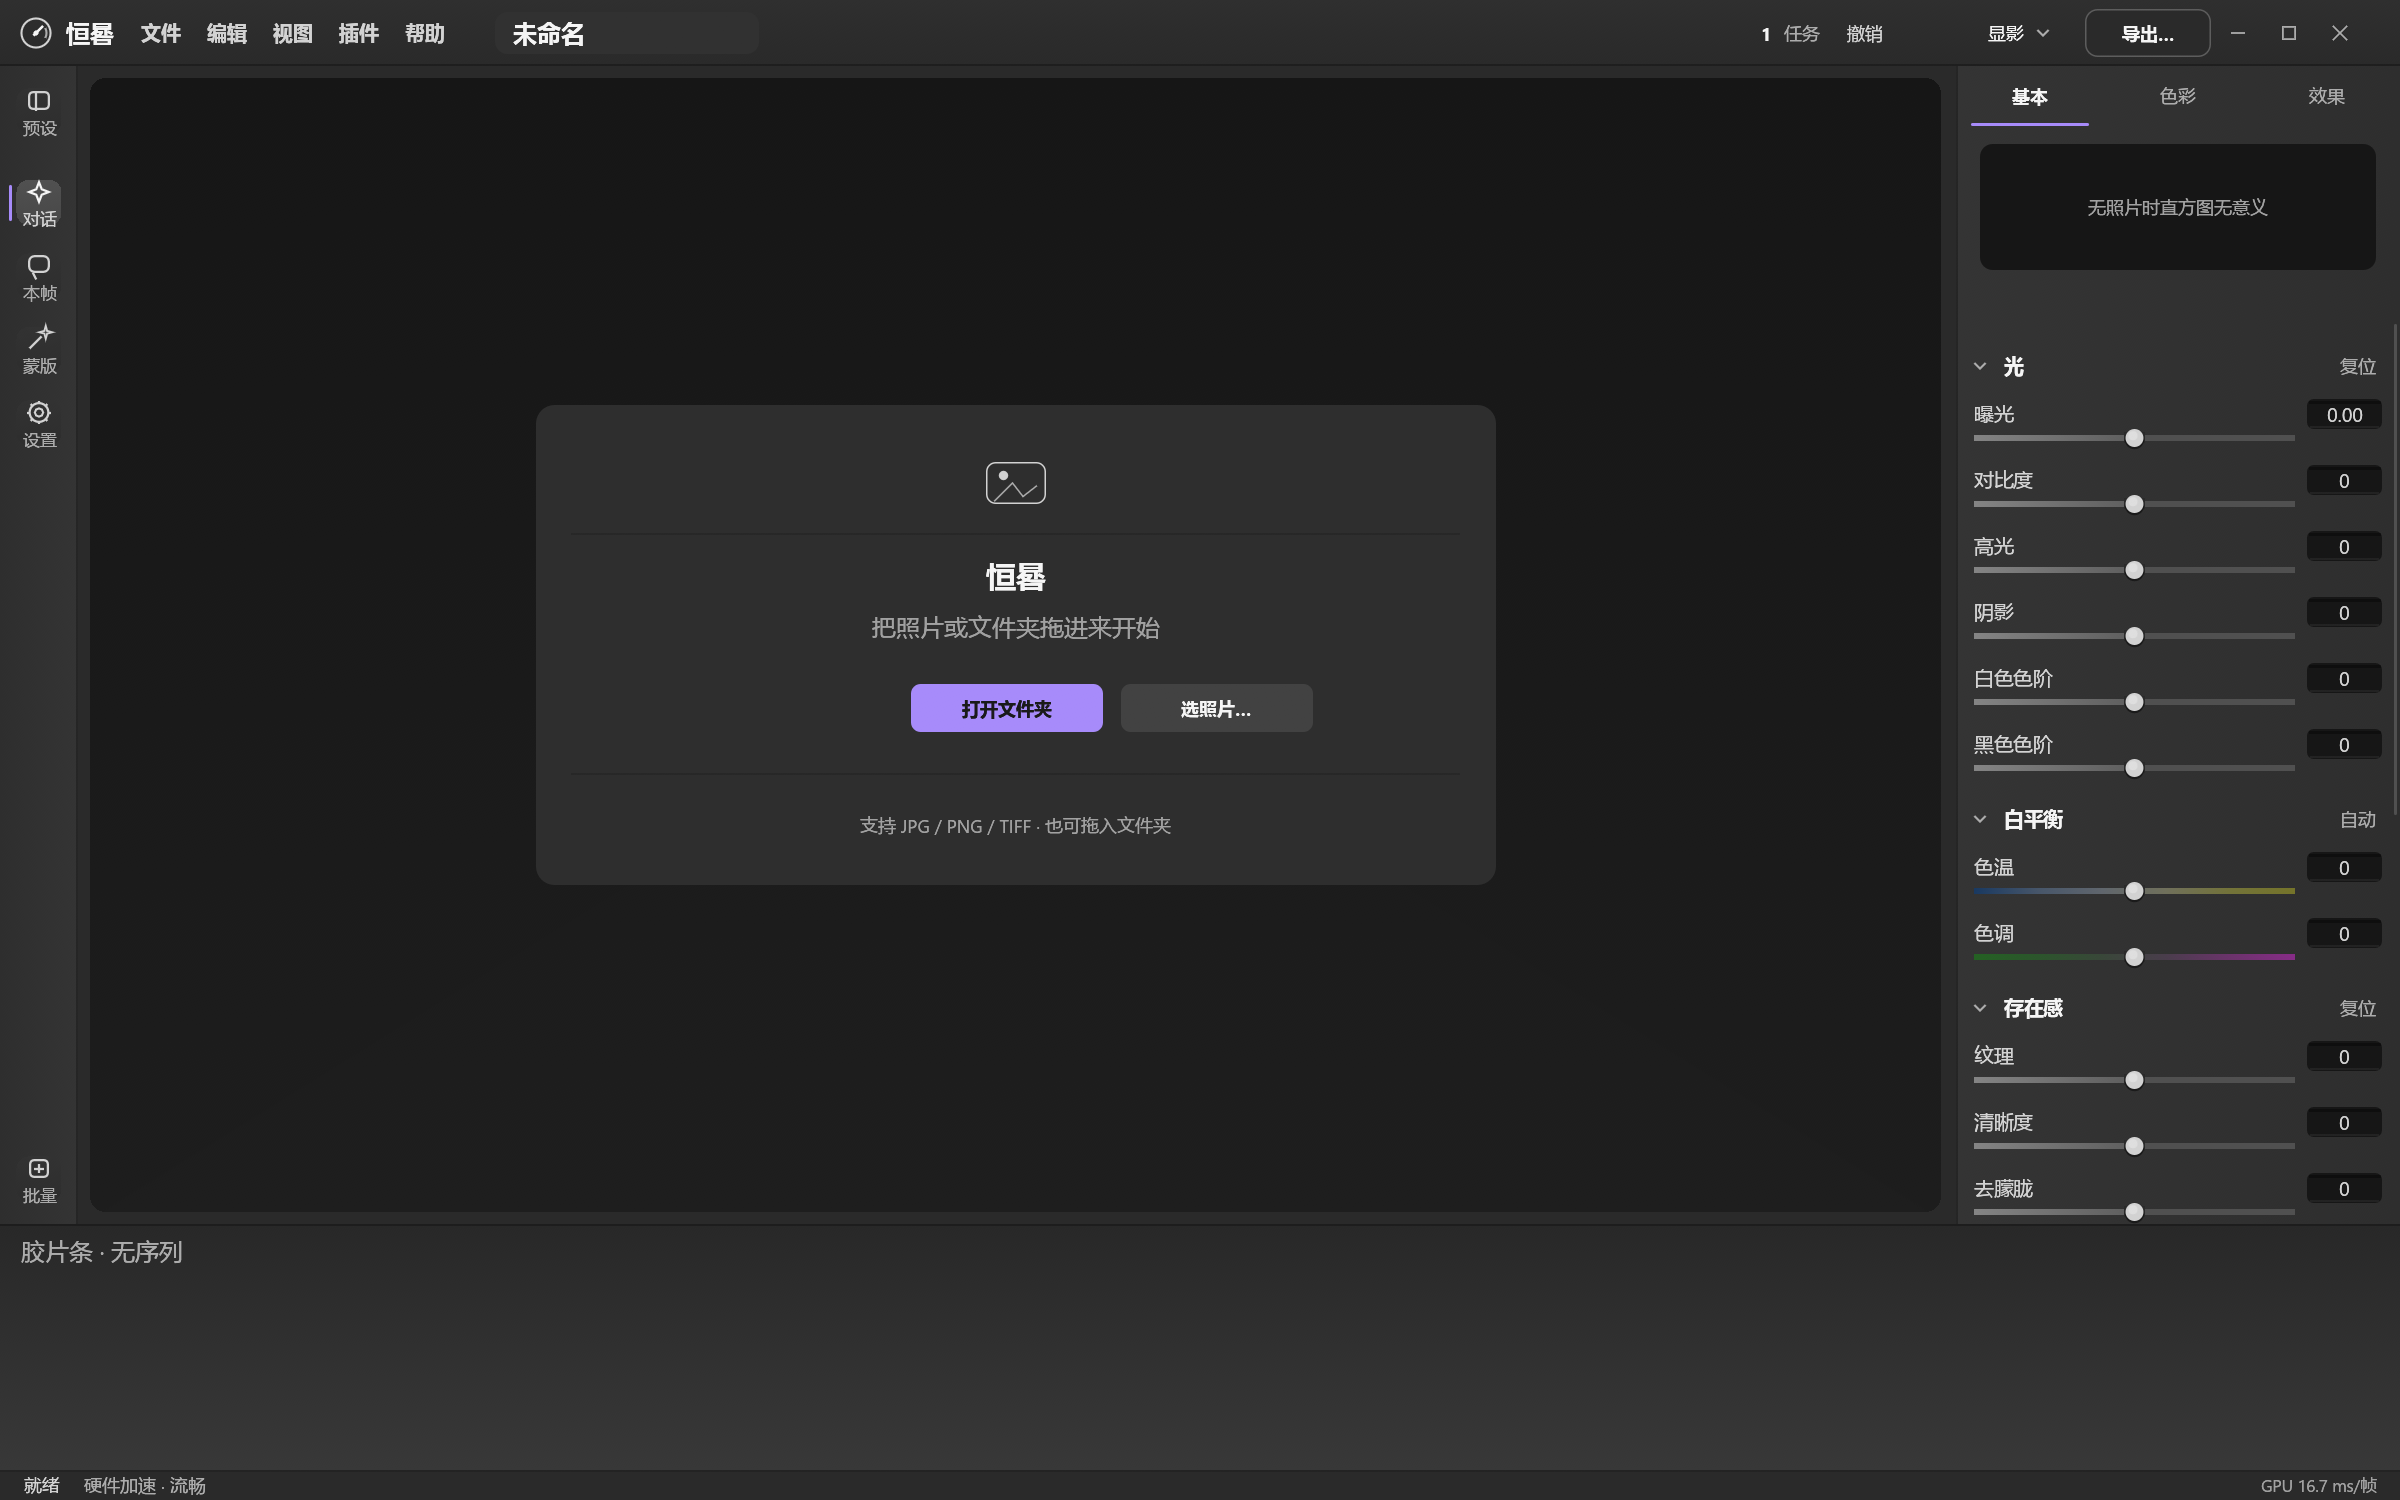 恒晷 文件 编辑 视图 插件 帮助 未命名 1 任务 撤销 显影 导出...
预设
对话
本帧
蒙版
设置
批量
恒晷
把照片或文件夹拖进来开始
打开文件夹 选照片...
支持 JPG / PNG / TIFF · 也可拖入文件夹
基本 色彩 效果
无照片时直方图无意义
光 复位
曝光 0.00
对比度 0
高光 0
阴影 0
白色色阶 0
黑色色阶 0
白平衡 自动
色温 0
色调 0
存在感 复位
纹理 0
清晰度 0
去朦胧 0
胶片条 · 无序列
就绪 硬件加速 · 流畅 GPU 16.7 ms/帧